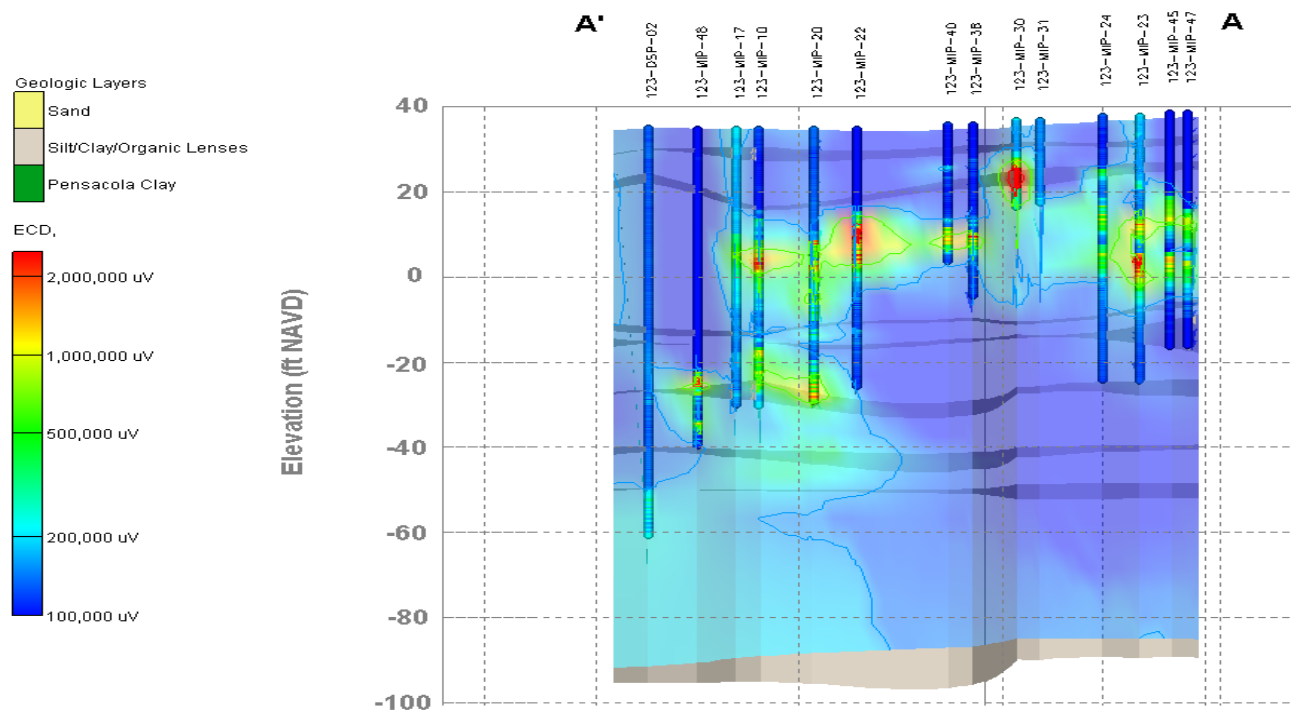 A'
A
123-DSP-02
123-MIP-48
123-MIP-17
123-MIP-10
123-MIP-20
123-MIP-22
123-MIP-40
123-MIP-38
123-MIP-30
123-MIP-31
123-MIP-24
123-MIP-23
123-MIP-45
123-MIP-47
Geologic Layers
Sand
Silt/Clay/Organic Lenses
Pensacola Clay
ECD,
2,000,000 uV
1,000,000 uV
500,000 uV
200,000 uV
100,000 uV
Elevation (ft NAVD)
40
20
0
-20
-40
-60
-80
-100